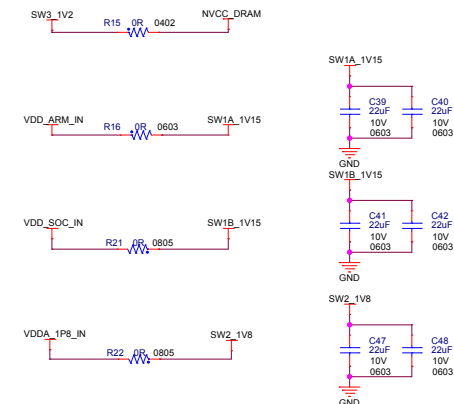 SW3_1V2
R15 0R 0402
NVCC_DRAM
VDD_ARM_IN
R16 0R 0603
SW1A_1V15
VDD_SOC_IN
R21 0R 0805
SW1B_1V15
VDDA_1P8_IN
R22 0R 0805
SW2_1V8
SW1A_1V15
C39
22uF
10V
0603
C40
22uF
10V
0603
GND
SW1B_1V15
C41
22uF
10V
0603
C42
22uF
10V
0603
GND
SW2_1V8
C47
22uF
10V
0603
C48
22uF
10V
0603
GND